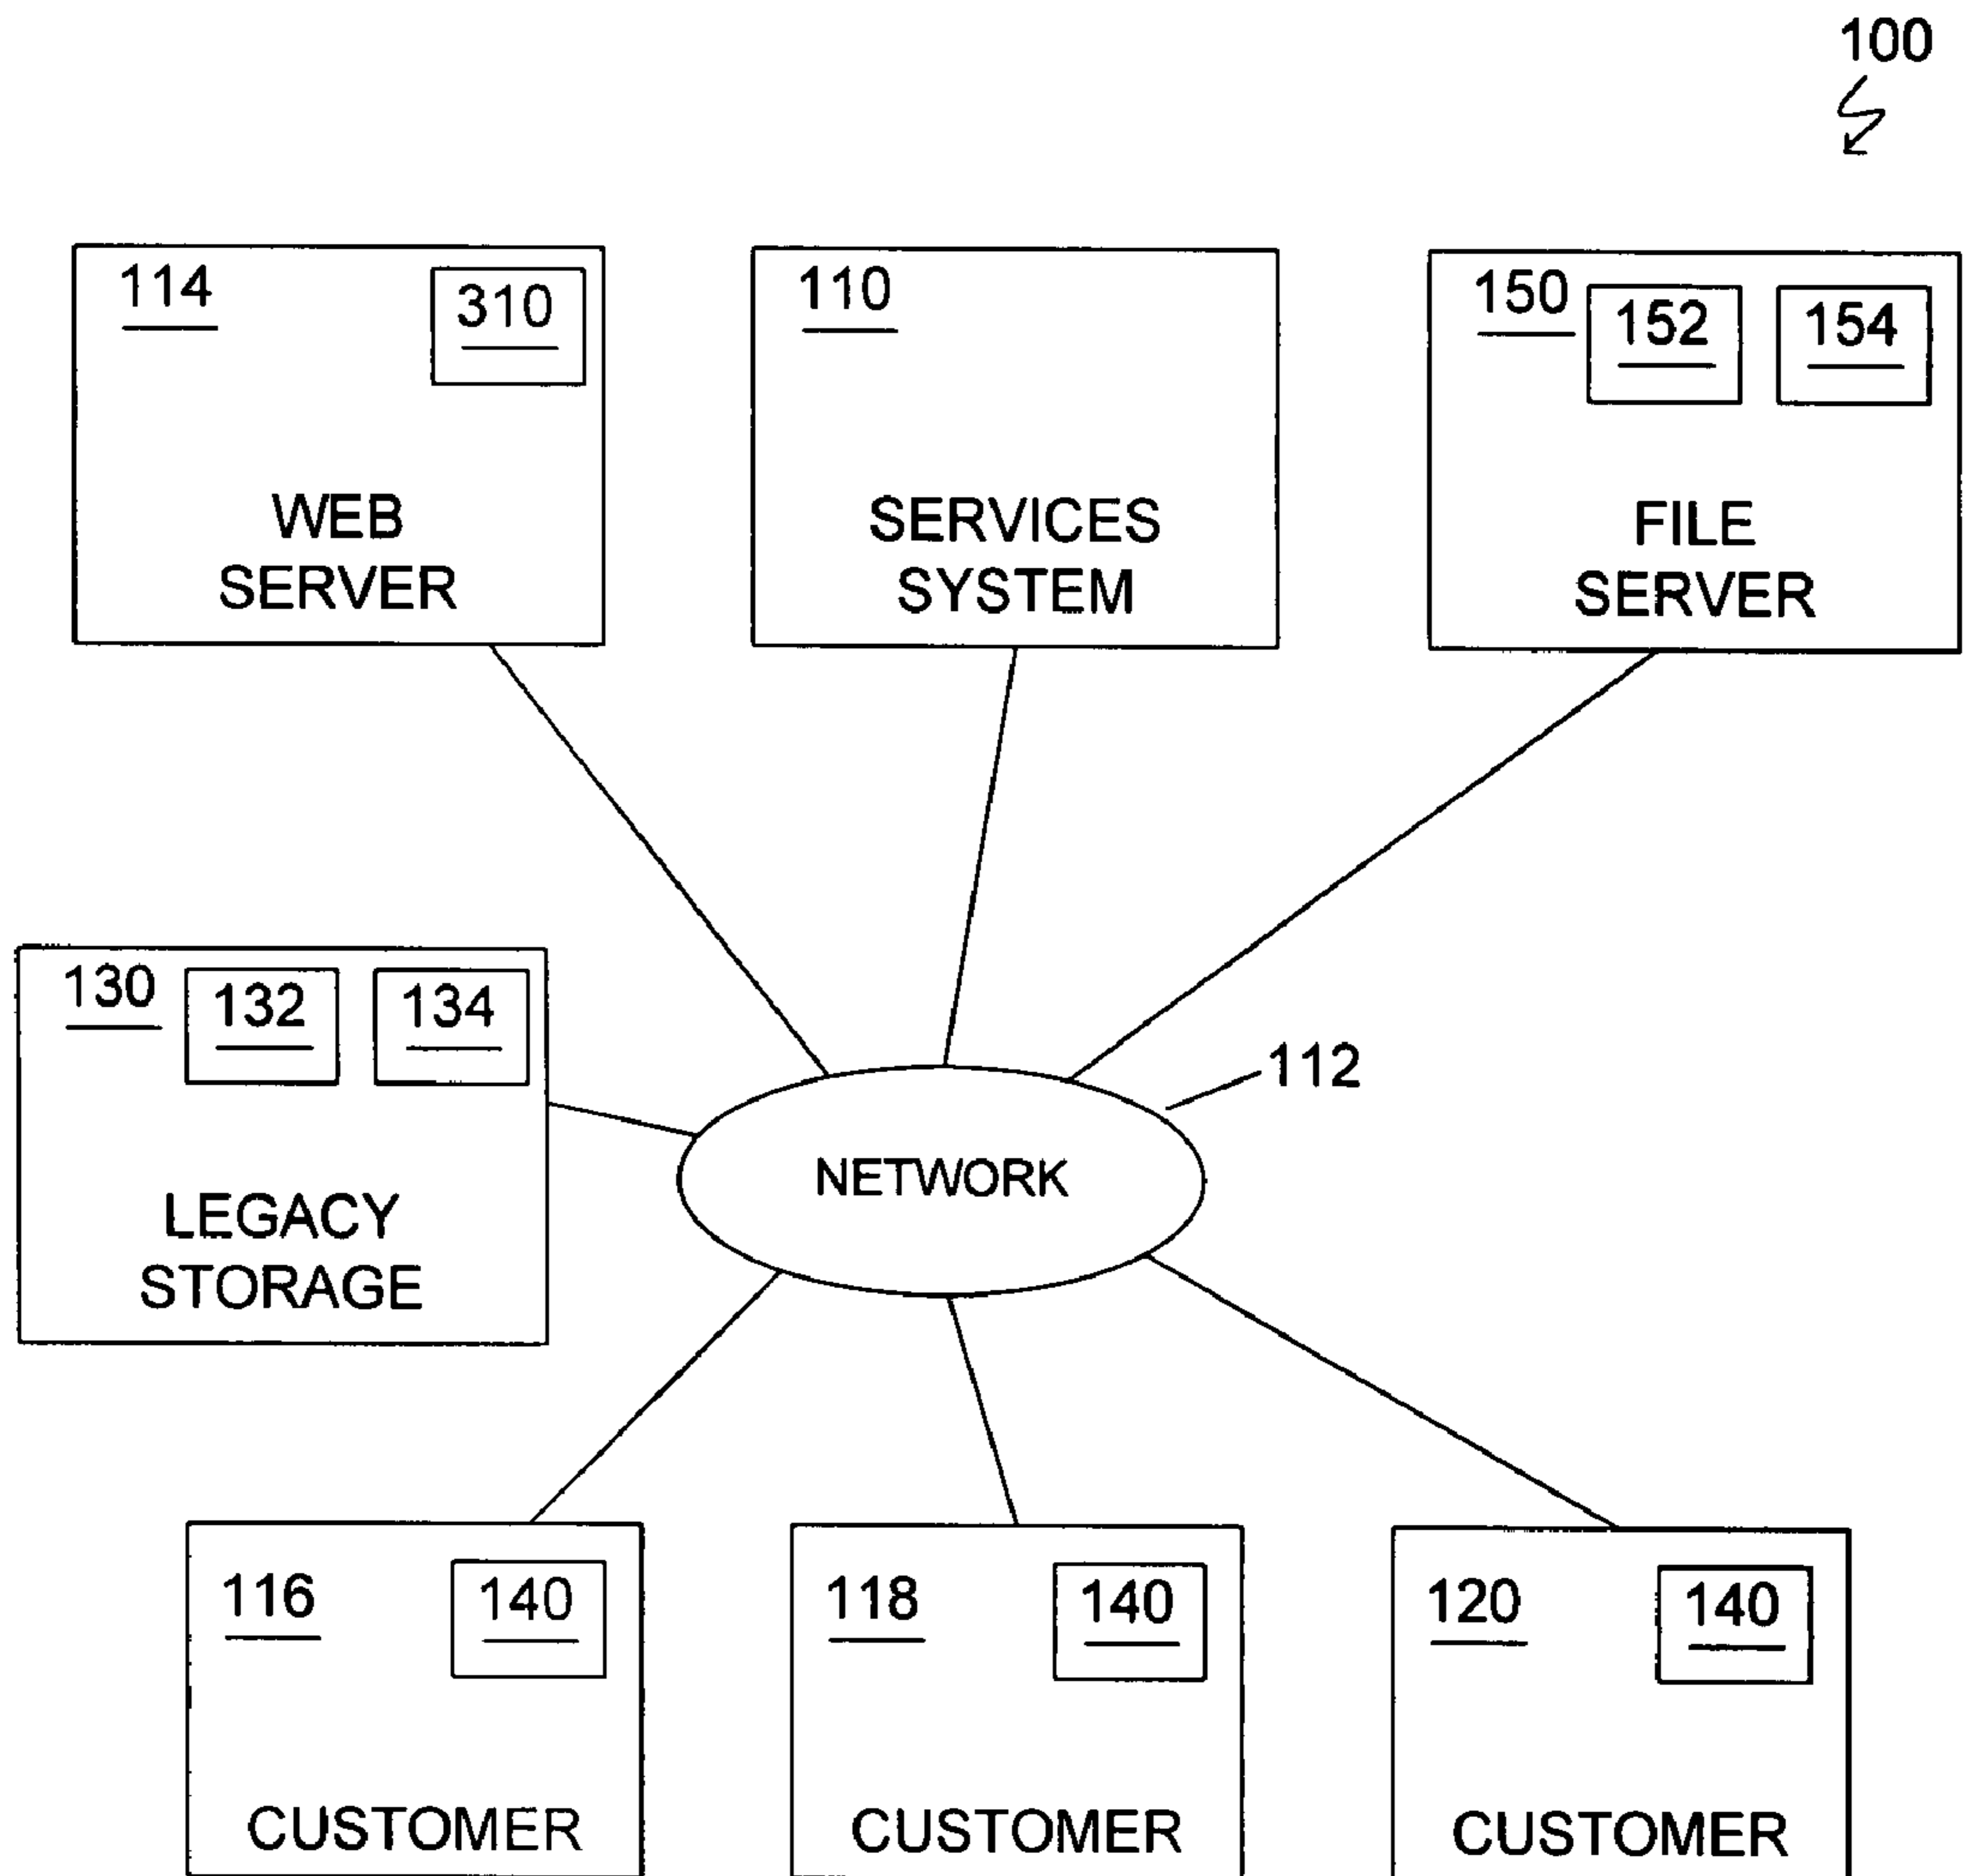 100
114
310
WEB
SERVER
110
SERVICES
SYSTEM
150
152
154
FILE
SERVER
130
132
134
LEGACY
STORAGE
112
NETWORK
116
140
CUSTOMER
118
140
CUSTOMER
120
140
CUSTOMER